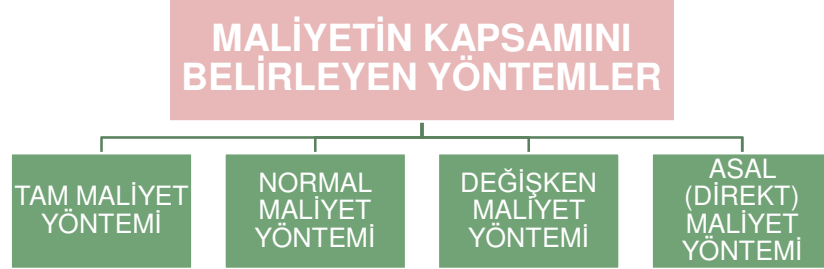 MALİYETİN KAPSAMINI
BELİRLEYEN YÖNTEMLER
TAM MALİYET
YÖNTEMİ
NORMAL
MALİYET
YÖNTEMİ
DEĞİŞKEN
MALİYET
YÖNTEMİ
ASAL
(DİREKT)
MALİYET
YÖNTEMİ